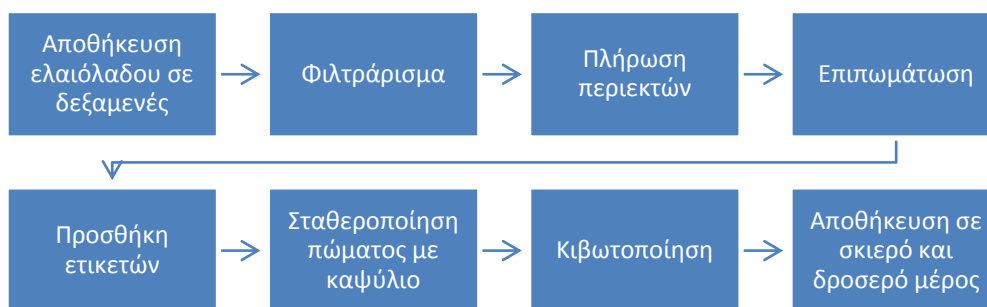 Αποθήκευση
ελαιόλαδου σε
δεξαμενές
Φιλτράρισμα
Πλήρωση
περιεκτών
Επιπωμάτωση
Προσθήκη
ετικετών
Σταθεροποίηση
πώματος με
καψύλιο
Κιβωτοποίηση
Αποθήκευση σε
σκιερό και
δροσερό μέρος